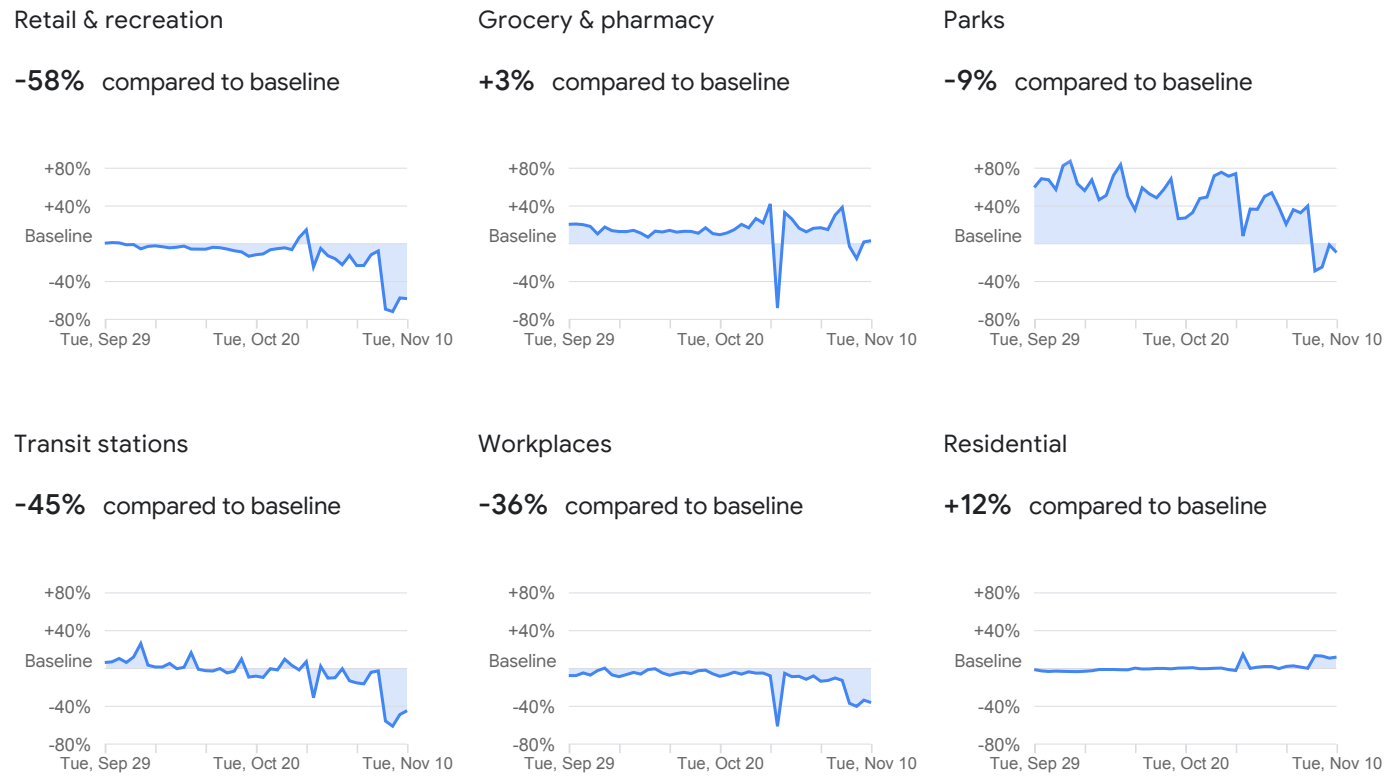 Retail & recreation
-58% compared to baseline
+80%
+40%
Baseline
-40%
-80%
Tue, Sep 29 Tue, Oct 20 Tue, Nov 10
Grocery & pharmacy
+3% compared to baseline
+80%
+40%
Baseline
-40%
-80%
Tue, Sep 29 Tue, Oct 20 Tue, Nov 10
Parks
-9% compared to baseline
+80%
+40%
Baseline
-40%
-80%
Tue, Sep 29 Tue, Oct 20 Tue, Nov 10
Transit stations
-45% compared to baseline
+80%
+40%
Baseline
-40%
-80%
Tue, Sep 29 Tue, Oct 20 Tue, Nov 10
Workplaces
-36% compared to baseline
+80%
+40%
Baseline
-40%
-80%
Tue, Sep 29 Tue, Oct 20 Tue, Nov 10
Residential
+12% compared to baseline
+80%
+40%
Baseline
-40%
-80%
Tue, Sep 29 Tue, Oct 20 Tue, Nov 10